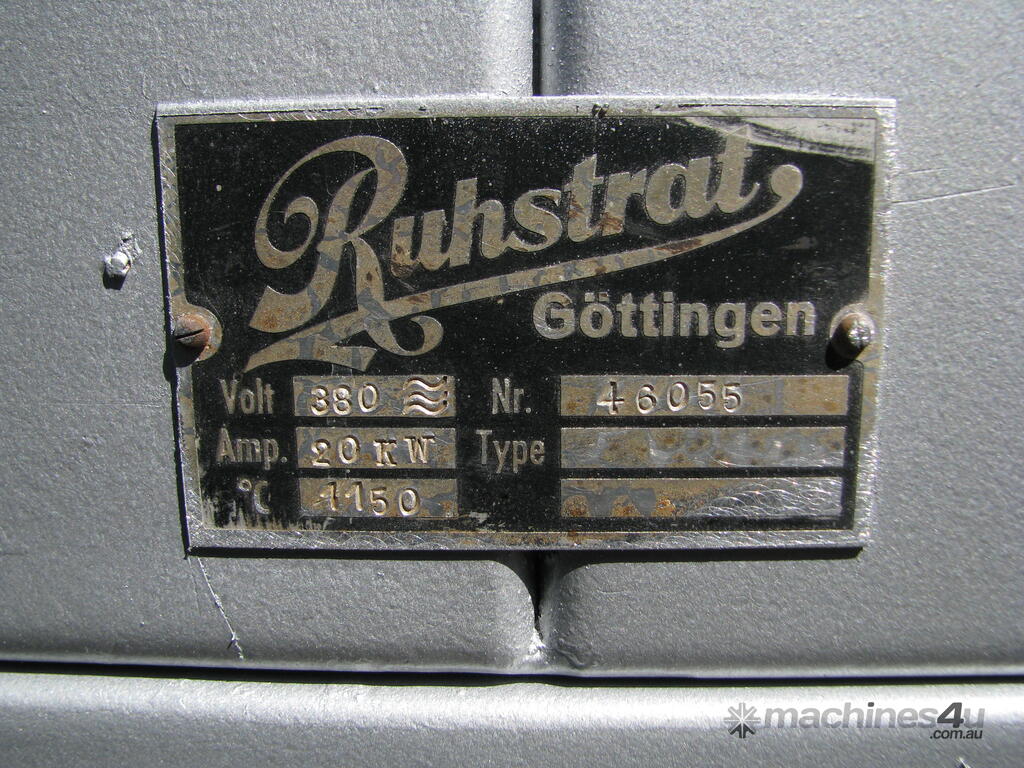 Ruhstrat
Göttingen
Volt 380 Nr. 46055
Amp. 20 KW Type
°C 1150
machines4u
.com.au